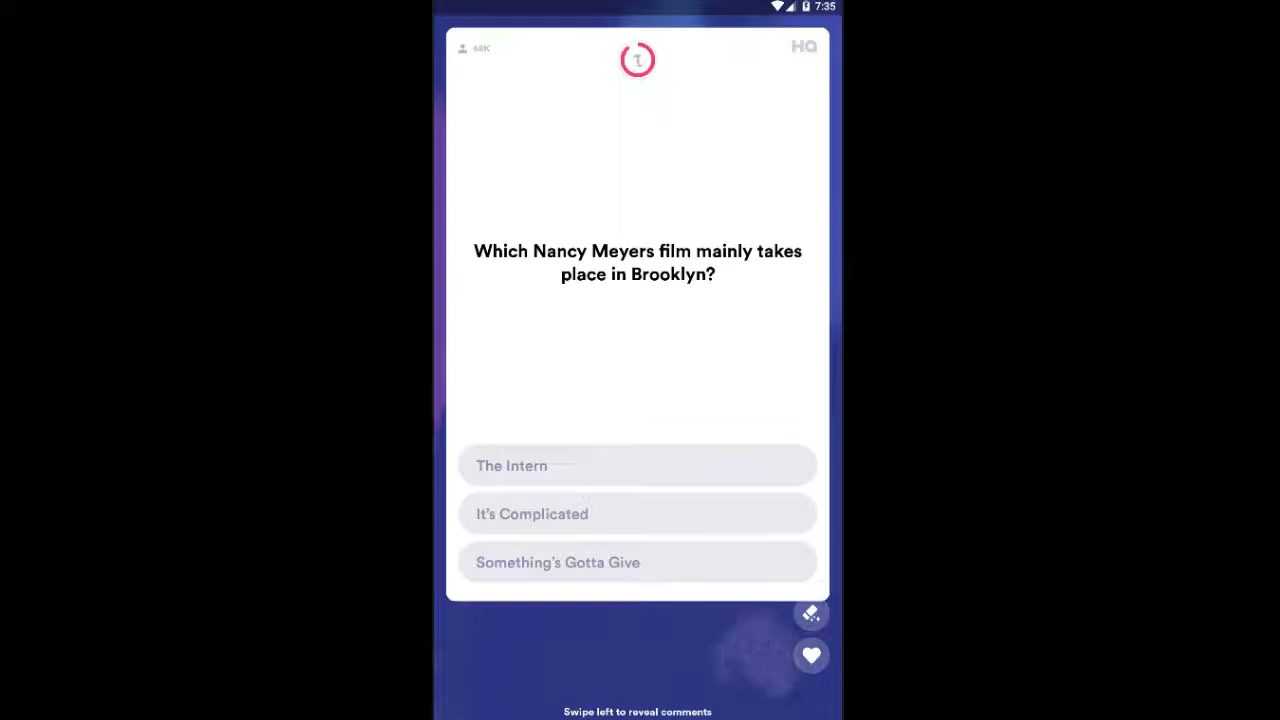 7:35
68K
HQ
Which Nancy Meyers film mainly takes
place in Brooklyn?
The Intern
It's Complicated
Something's Gotta Give
Swipe left to reveal comments